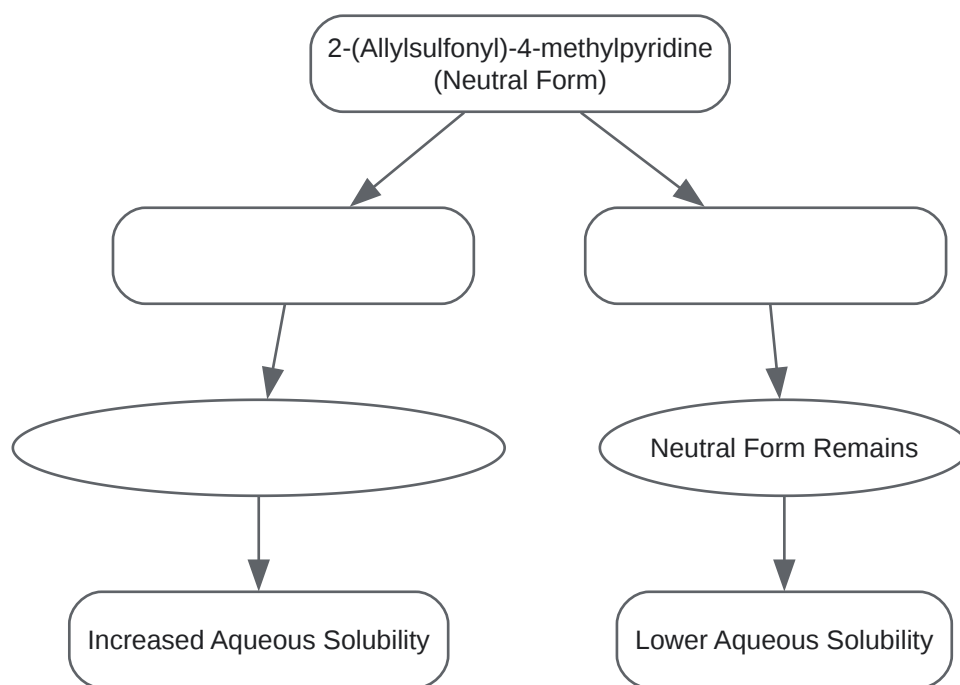 2-(Allylsulfonyl)-4-methylpyridine
(Neutral Form)
Neutral Form Remains
Increased Aqueous Solubility
Lower Aqueous Solubility